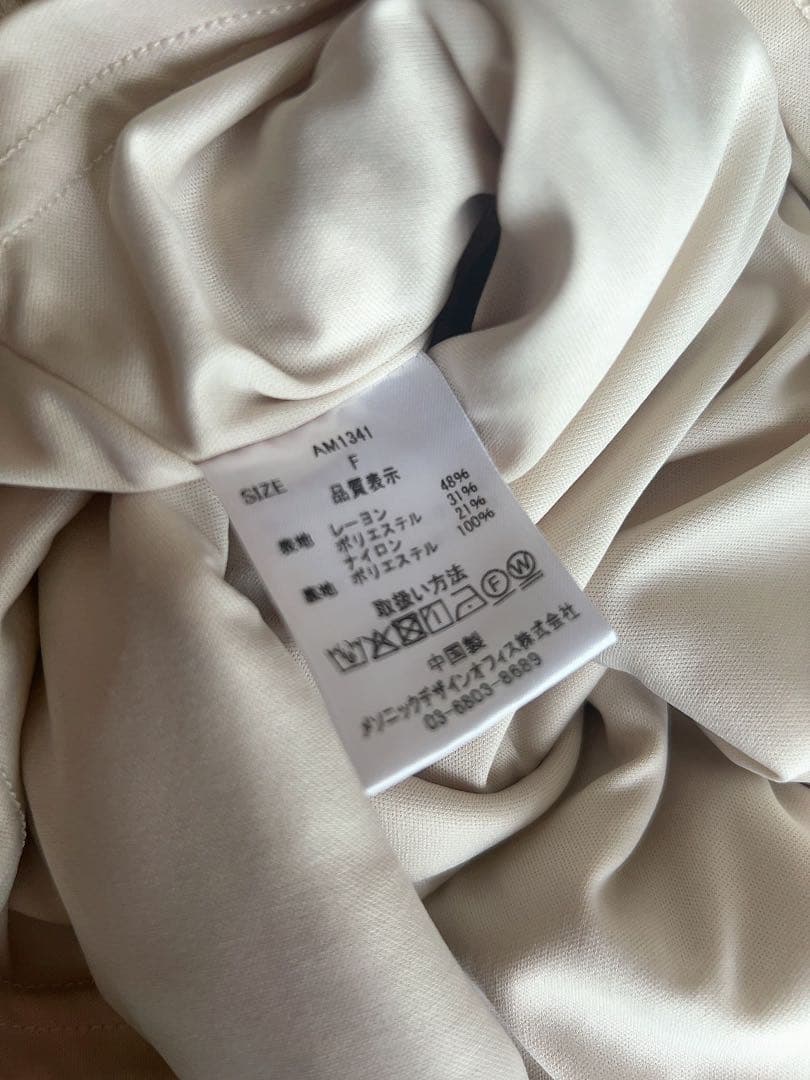 AM1341
SIZE F
品質表示
表地 レーヨン 48%
ポリエステル 31%
ナイロン 21%
裏地 ポリエステル 100%
取扱い方法
F W
中国製
メソニックデザインオフィス株式会社
03-6803-8689